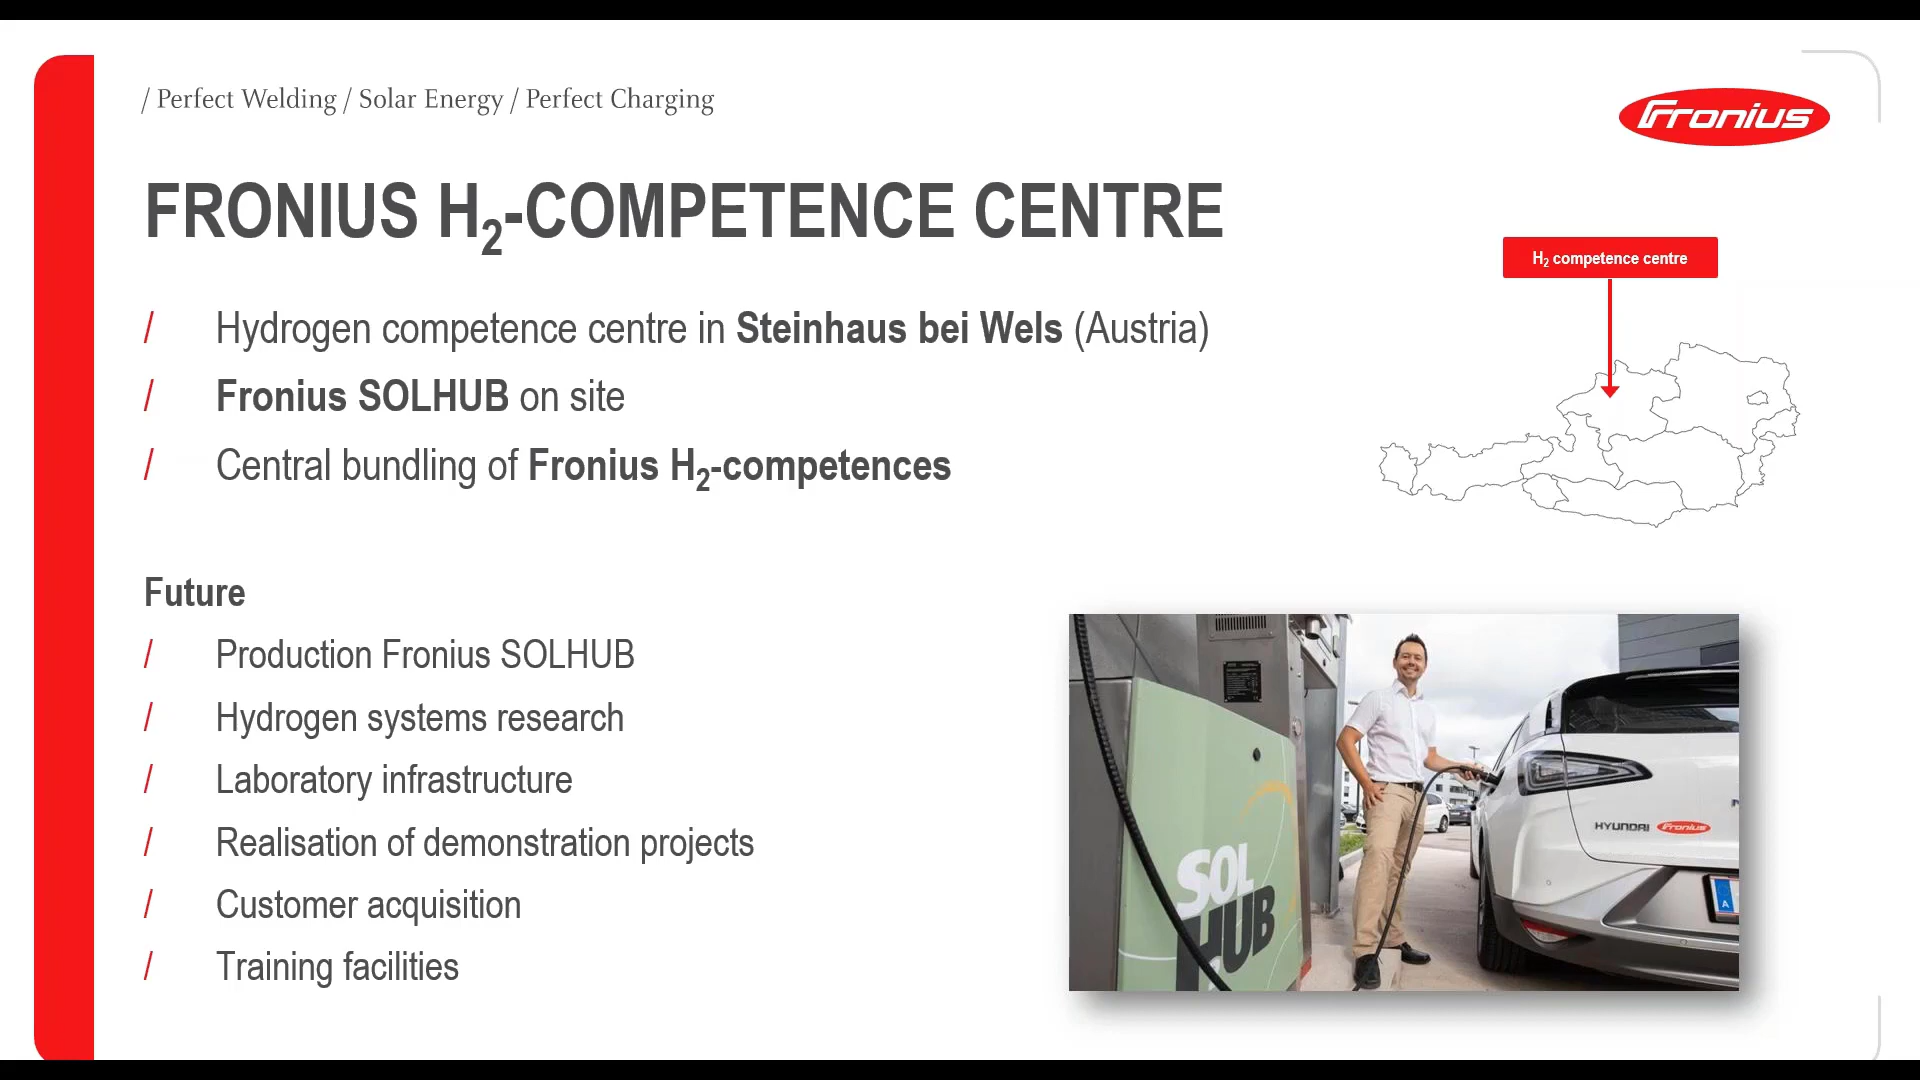 / Perfect Welding / Solar Energy / Perfect Charging
Fronius
FRONIUS H₂-COMPETENCE CENTRE
H₂ competence centre
/ Hydrogen competence centre in Steinhaus bei Wels (Austria)
/ Fronius SOLHUB on site
/ Central bundling of Fronius H₂-competences
Future
/ Production Fronius SOLHUB
/ Hydrogen systems research
/ Laboratory infrastructure
/ Realisation of demonstration projects
/ Customer acquisition
/ Training facilities
SOL
HUB
HYUNDAI Fronius
A